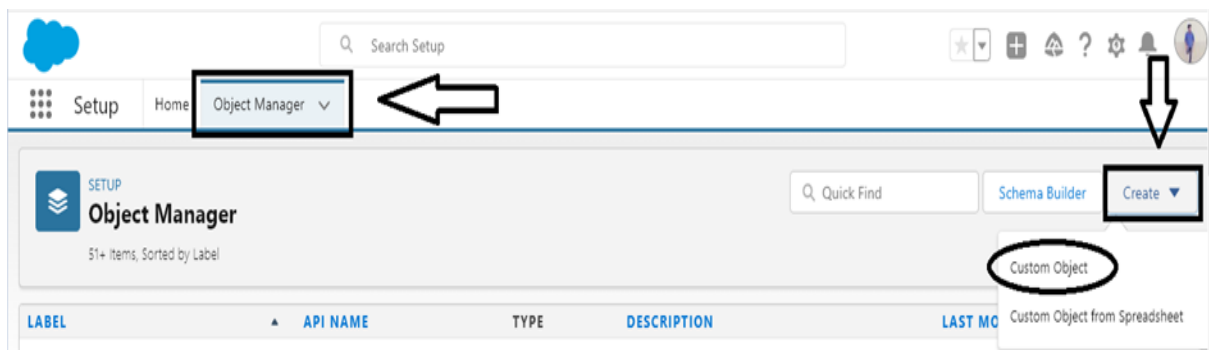 Search Setup
Setup Home Object Manager
SETUP
Object Manager
51+ Items, Sorted by Label
Quick Find Schema Builder Create
Custom Object
Custom Object from Spreadsheet
LABEL API NAME TYPE DESCRIPTION LAST MO